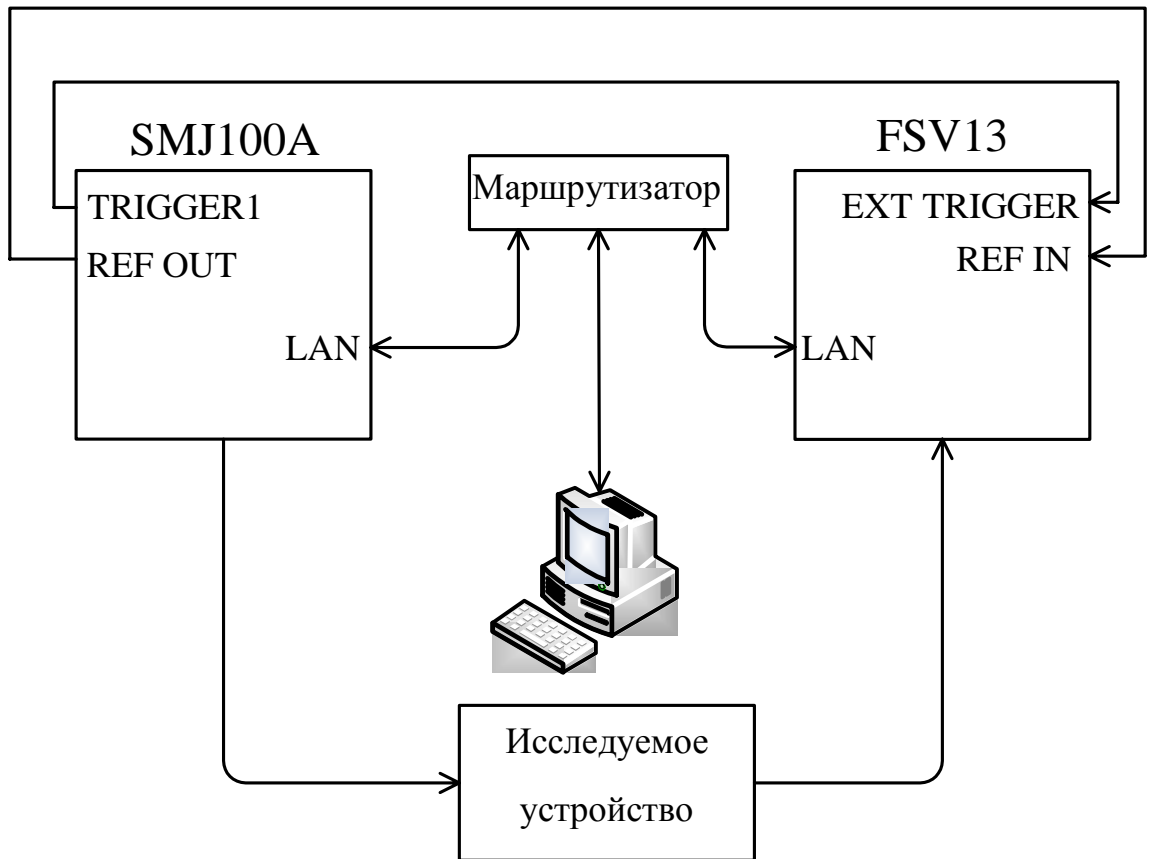 SMJ100A
FSV13
TRIGGER1
REF OUT
LAN
Маршрутизатор
EXT TRIGGER
REF IN
LAN
Исследуемое
устройство